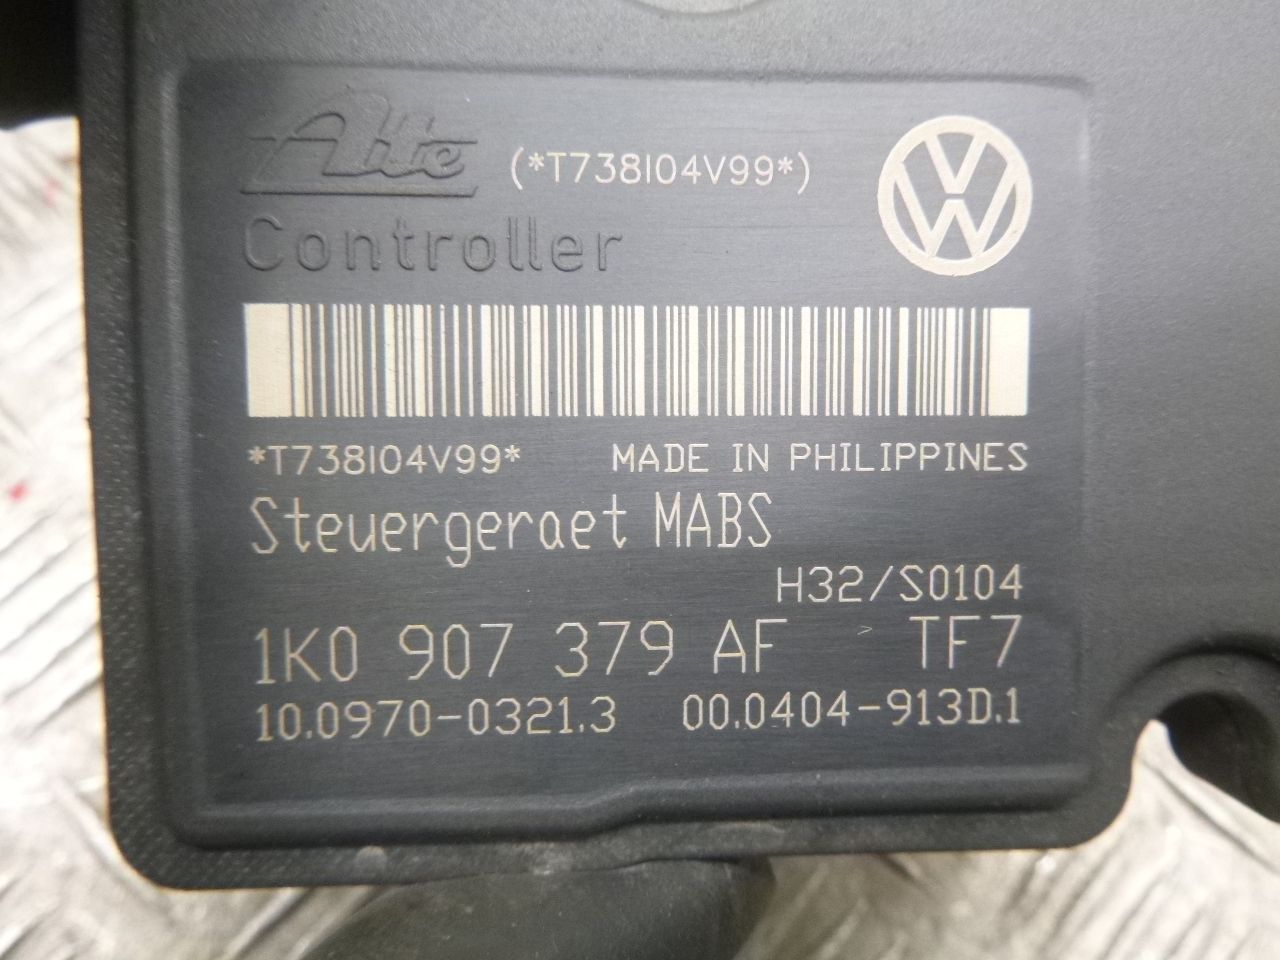 Ate (*T738I04V99*)
Controller
*T738I04V99* MADE IN PHILIPPINES
Steuergeraet MABS
H32/S0104
1K0 907 379 AF TF7
10.0970-0321.3 00.0404-913D.1